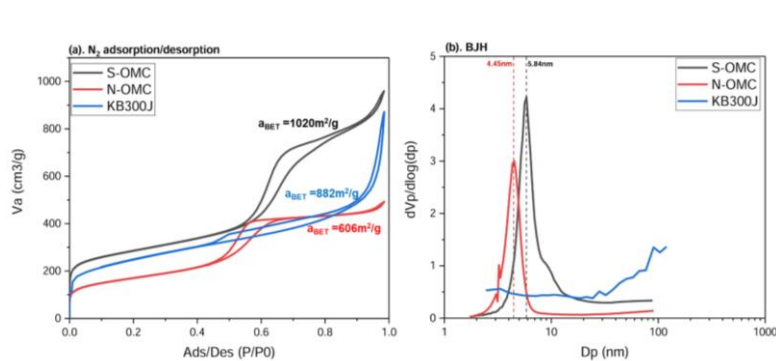 (a). N₂ adsorption/desorption
S-OMC
N-OMC
KB300J
aBET =1020m²/g
aBET =882m²/g
aBET =606m²/g
Va (cm3/g)
1000
800
600
400
200
0
0.0 0.2 0.4 0.6 0.8 1.0
Ads/Des (P/P0)
(b). BJH
4.45nm 5.84nm
S-OMC
N-OMC
KB300J
dVp/dlog(dp)
5
4
3
2
1
0
1 10 100 1000
Dp (nm)